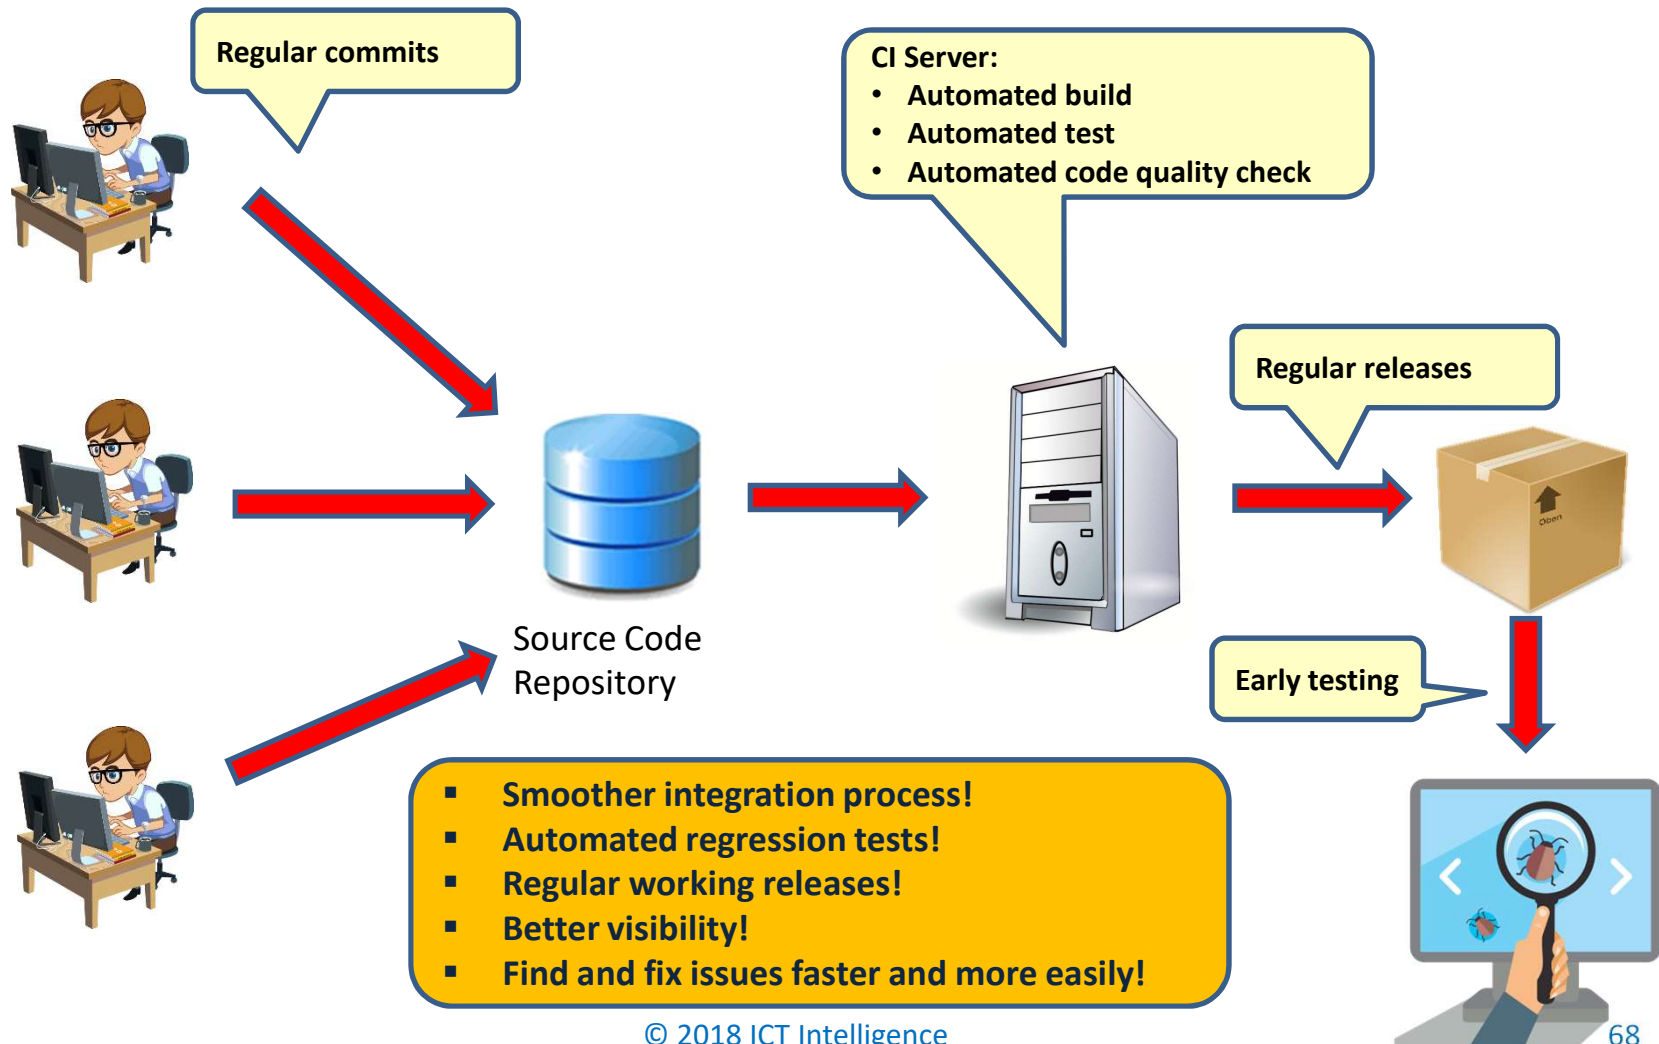 Regular commits
CI Server:
• Automated build
• Automated test
• Automated code quality check
Regular releases
Source Code
Repository
Early testing
▪ Smoother integration process!
▪ Automated regression tests!
▪ Regular working releases!
▪ Better visibility!
▪ Find and fix issues faster and more easily!
© 2018 ICT Intelligence
68